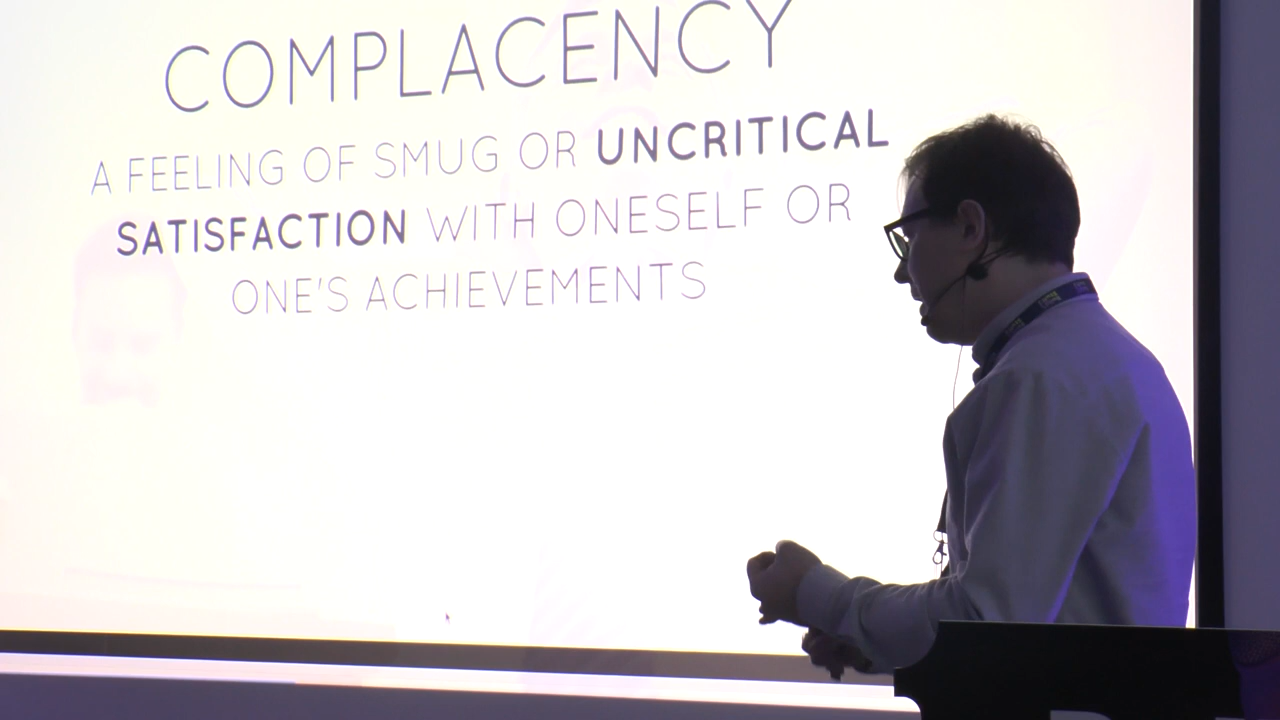 COMPLACENCY
A FEELING OF SMUG OR UNCRITICAL
SATISFACTION WITH ONESELF OR
ONE'S ACHIEVEMENTS